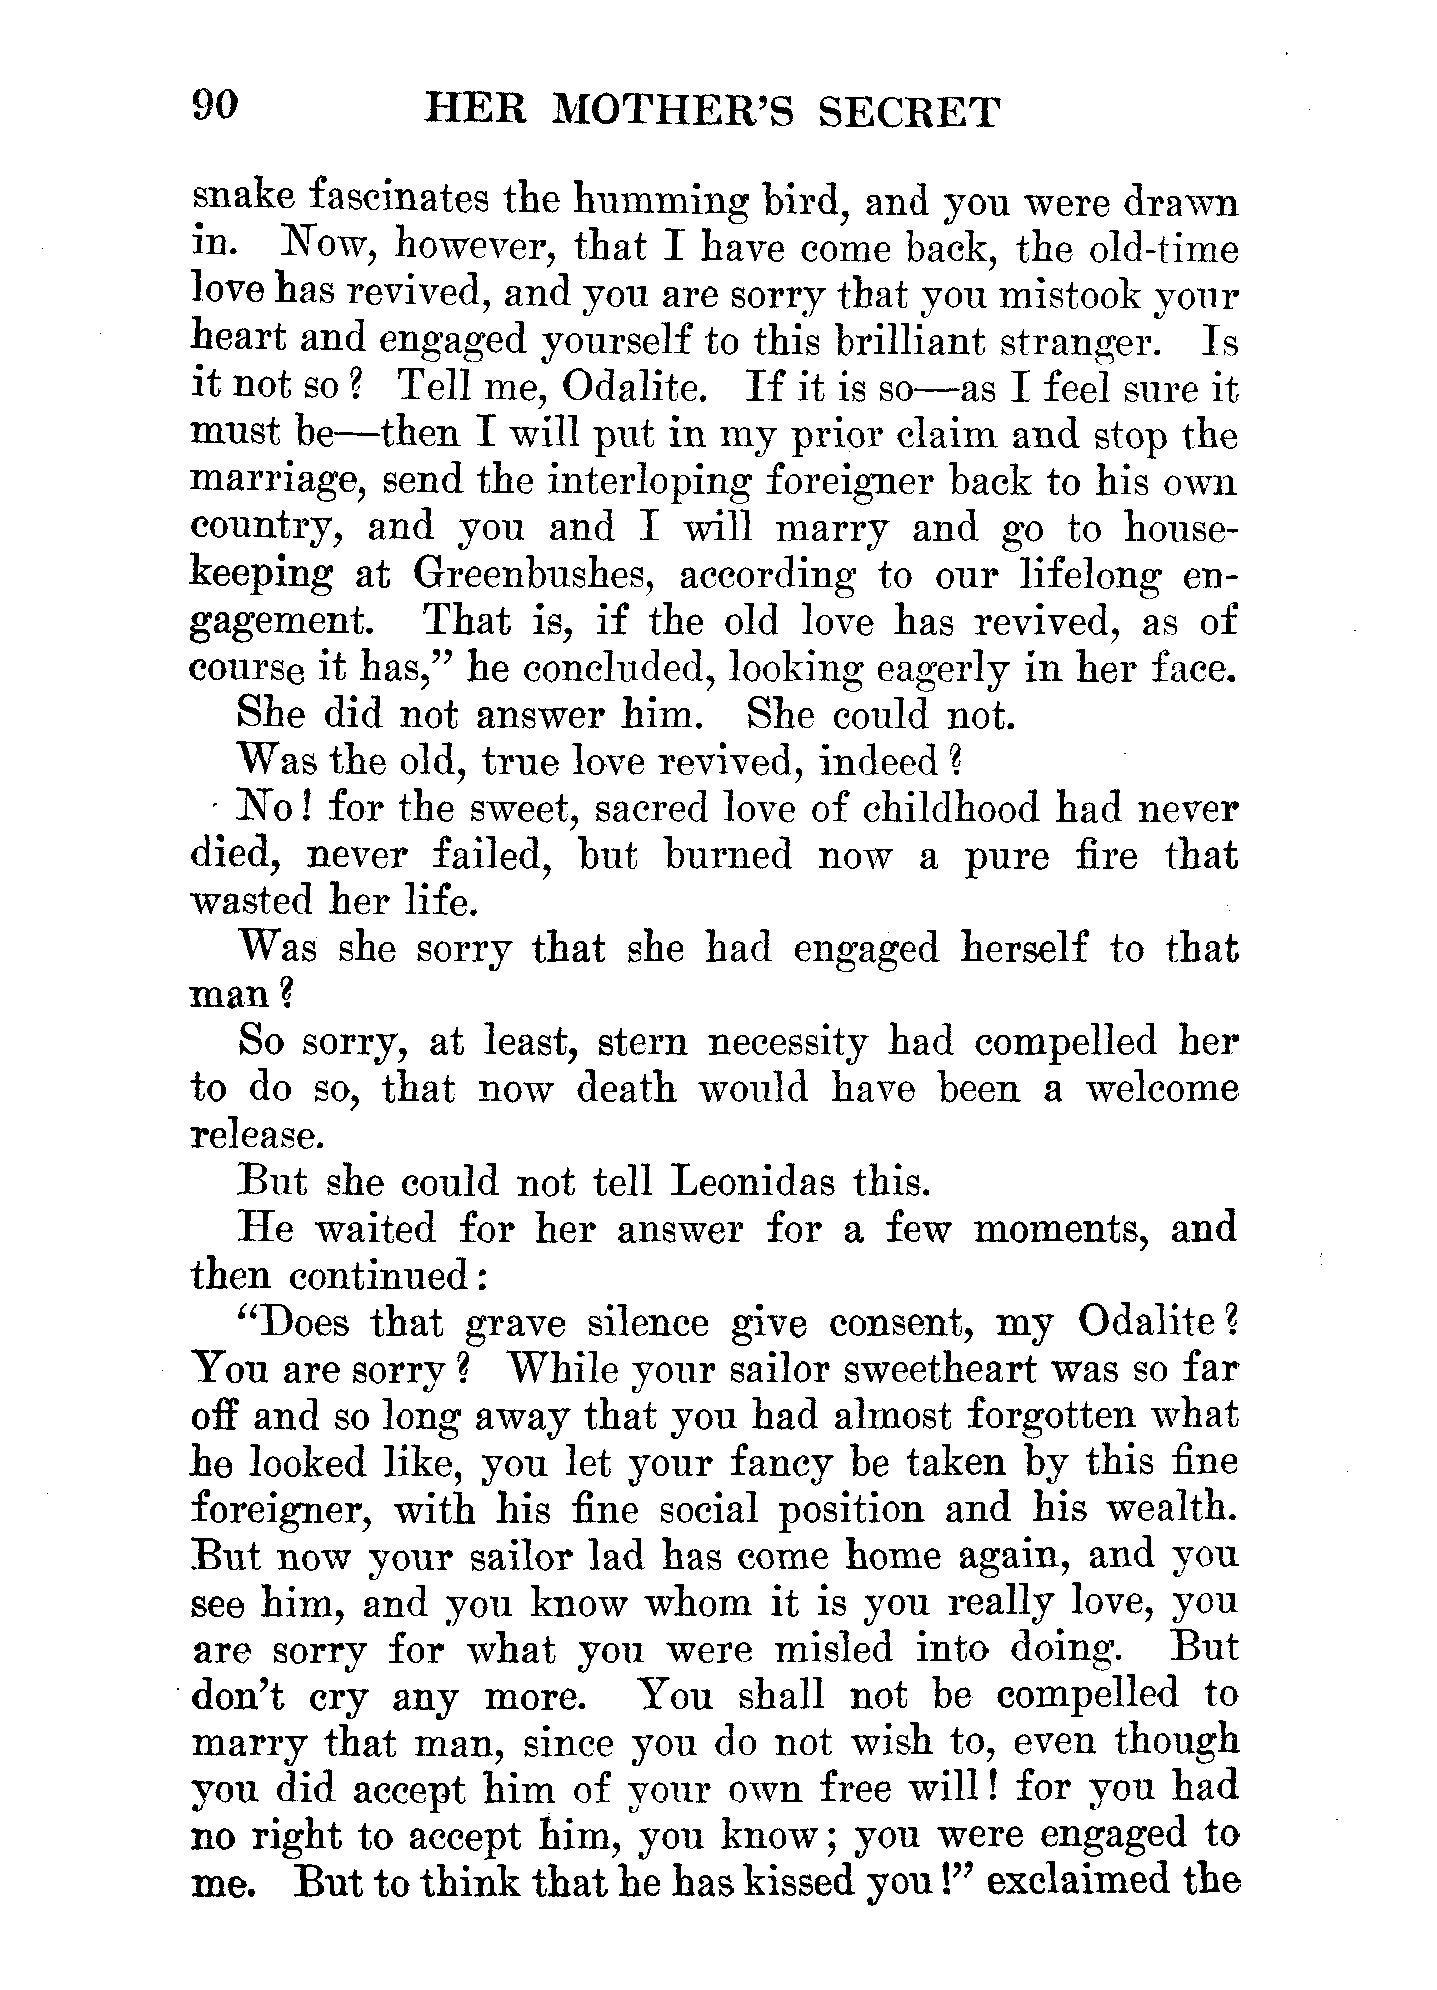 90 HER MOTHER'S SECRET
snake fascinates the humming bird, and you were drawn
in. Now, however, that I have come back, the old-time
love has revived, and you are sorry that you mistook your
heart and engaged yourself to this brilliant stranger. Is
it not so? Tell me, Odalite. If it is so—as I feel sure it
must be—then I will put in my prior claim and stop the
marriage, send the interloping foreigner back to his own
country, and you and I will marry and go to house-
keeping at Greenbushes, according to our lifelong en-
gagement. That is, if the old love has revived, as of
course it has," he concluded, looking eagerly in her face.
She did not answer him. She could not.
Was the old, true love revived, indeed?
No! for the sweet, sacred love of childhood had never
died, never failed, but burned now a pure fire that
wasted her life.
Was she sorry that she had engaged herself to that
man?
So sorry, at least, stern necessity had compelled her
to do so, that now death would have been a welcome
release.
But she could not tell Leonidas this.
He waited for her answer for a few moments, and
then continued:
"Does that grave silence give consent, my Odalite?
You are sorry? While your sailor sweetheart was so far
off and so long away that you had almost forgotten what
he looked like, you let your fancy be taken by this fine
foreigner, with his fine social position and his wealth.
But now your sailor lad has come home again, and you
see him, and you know whom it is you really love, you
are sorry for what you were misled into doing. But
don't cry any more. You shall not be compelled to
marry that man, since you do not wish to, even though
you did accept him of your own free will! for you had
no right to accept him, you know; you were engaged to
me. But to think that he has kissed you!" exclaimed the